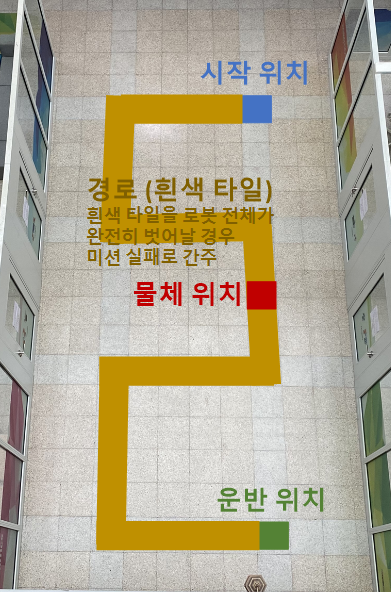 시작 위치
경로 (흰색 타일)
흰색 타일을 로봇 전체가
완전히 벗어날 경우
미션 실패로 간주
물체 위치
운반 위치